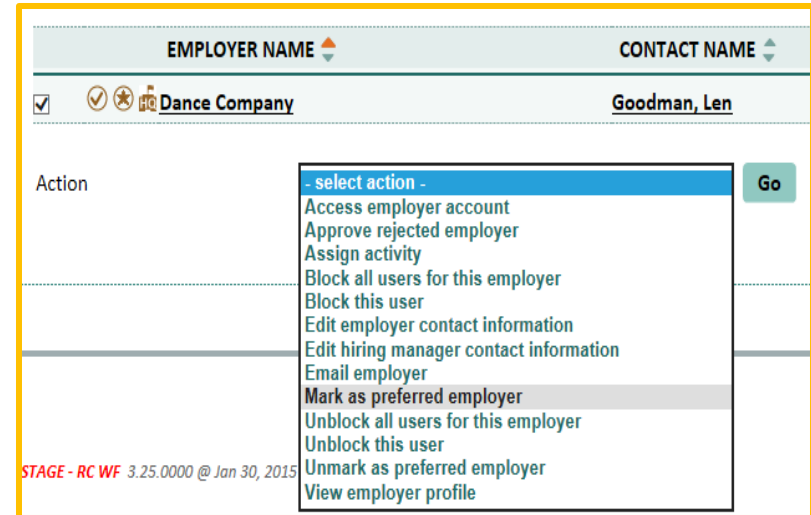 EMPLOYER NAME CONTACT NAME
HQ Dance Company Goodman, Len
Action - select action - Go
Access employer account
Approve rejected employer
Assign activity
Block all users for this employer
Block this user
Edit employer contact information
Edit hiring manager contact information
Email employer
Mark as preferred employer
Unblock all users for this employer
Unblock this user
Unmark as preferred employer
View employer profile
STAGE - RC WF 3.25.0000 @ Jan 30, 2015